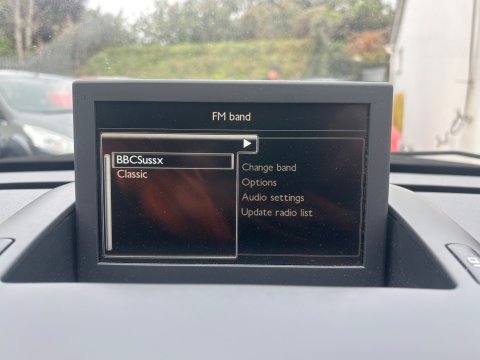 FM band
BBCSussx
Classic
Change band
Options
Audio settings
Update radio list